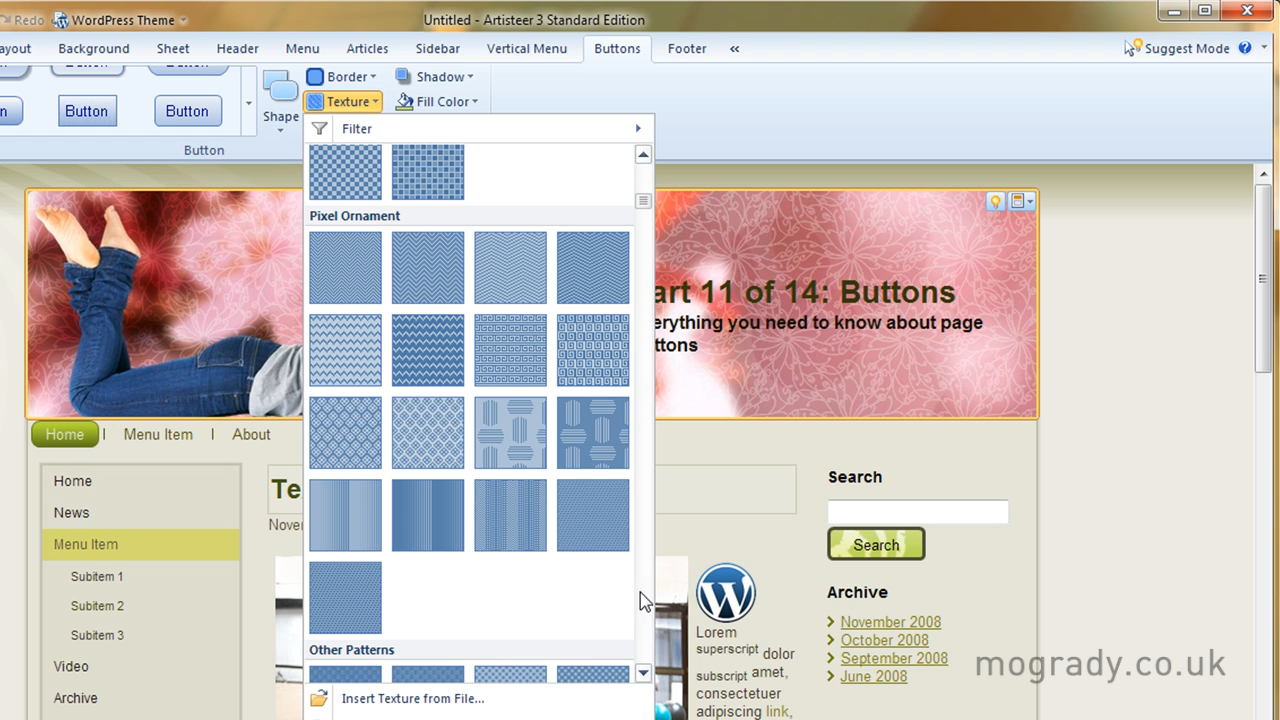 Redo WordPress Theme
Untitled - Artisteer 3 Standard Edition
ayout Background Sheet Header Menu Articles Sidebar Vertical Menu Buttons Footer « Suggest Mode
Border Shadow
Button Button
Texture Fill Color
Shape
Button
Filter
Pixel Ornament
Other Patterns
Insert Texture from File...
art 11 of 14: Buttons
erything you need to know about page
ttons
Home Menu Item About
Home
News
Menu Item
Subitem 1
Subitem 2
Subitem 3
Video
Archive
Te
Nover
Lorem
superscript dolor
subscript amet,
consectetuer
adipiscing link,
Search
Search
Archive
November 2008
October 2008
September 2008
June 2008
mogrady.co.uk